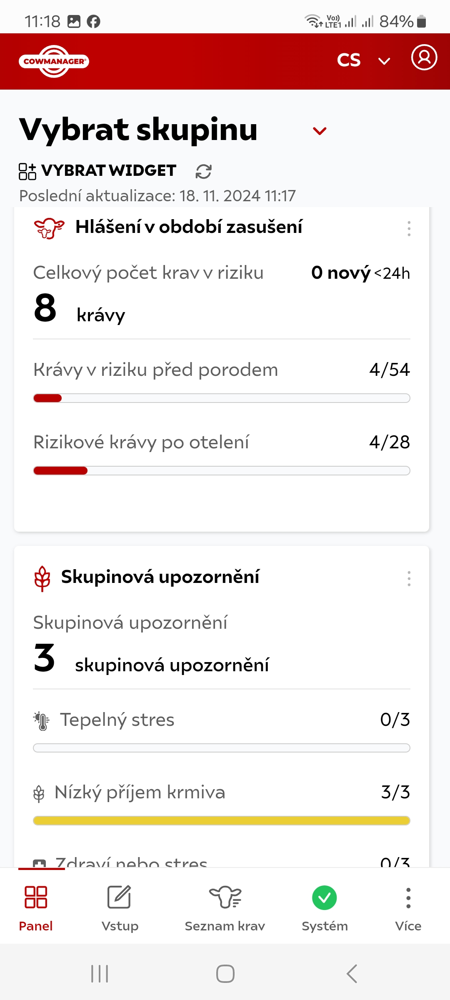 11:18 Vo)) LTE1 84%
COWMANAGER® CS
Vybrat skupinu
VYBRAT WIDGET
Poslední aktualizace: 18. 11. 2024 11:17
Hlášení v období zasušení
Celkový počet krav v riziku 0 nový <24h
8 krávy
Krávy v riziku před porodem 4/54
Rizikové krávy po otelení 4/28
Skupinová upozornění
Skupinová upozornění
3 skupinová upozornění
Tepelný stres 0/3
Nízký příjem krmiva 3/3
Zdraví nebo stres 0/3
Panel Vstup Seznam krav Systém Více